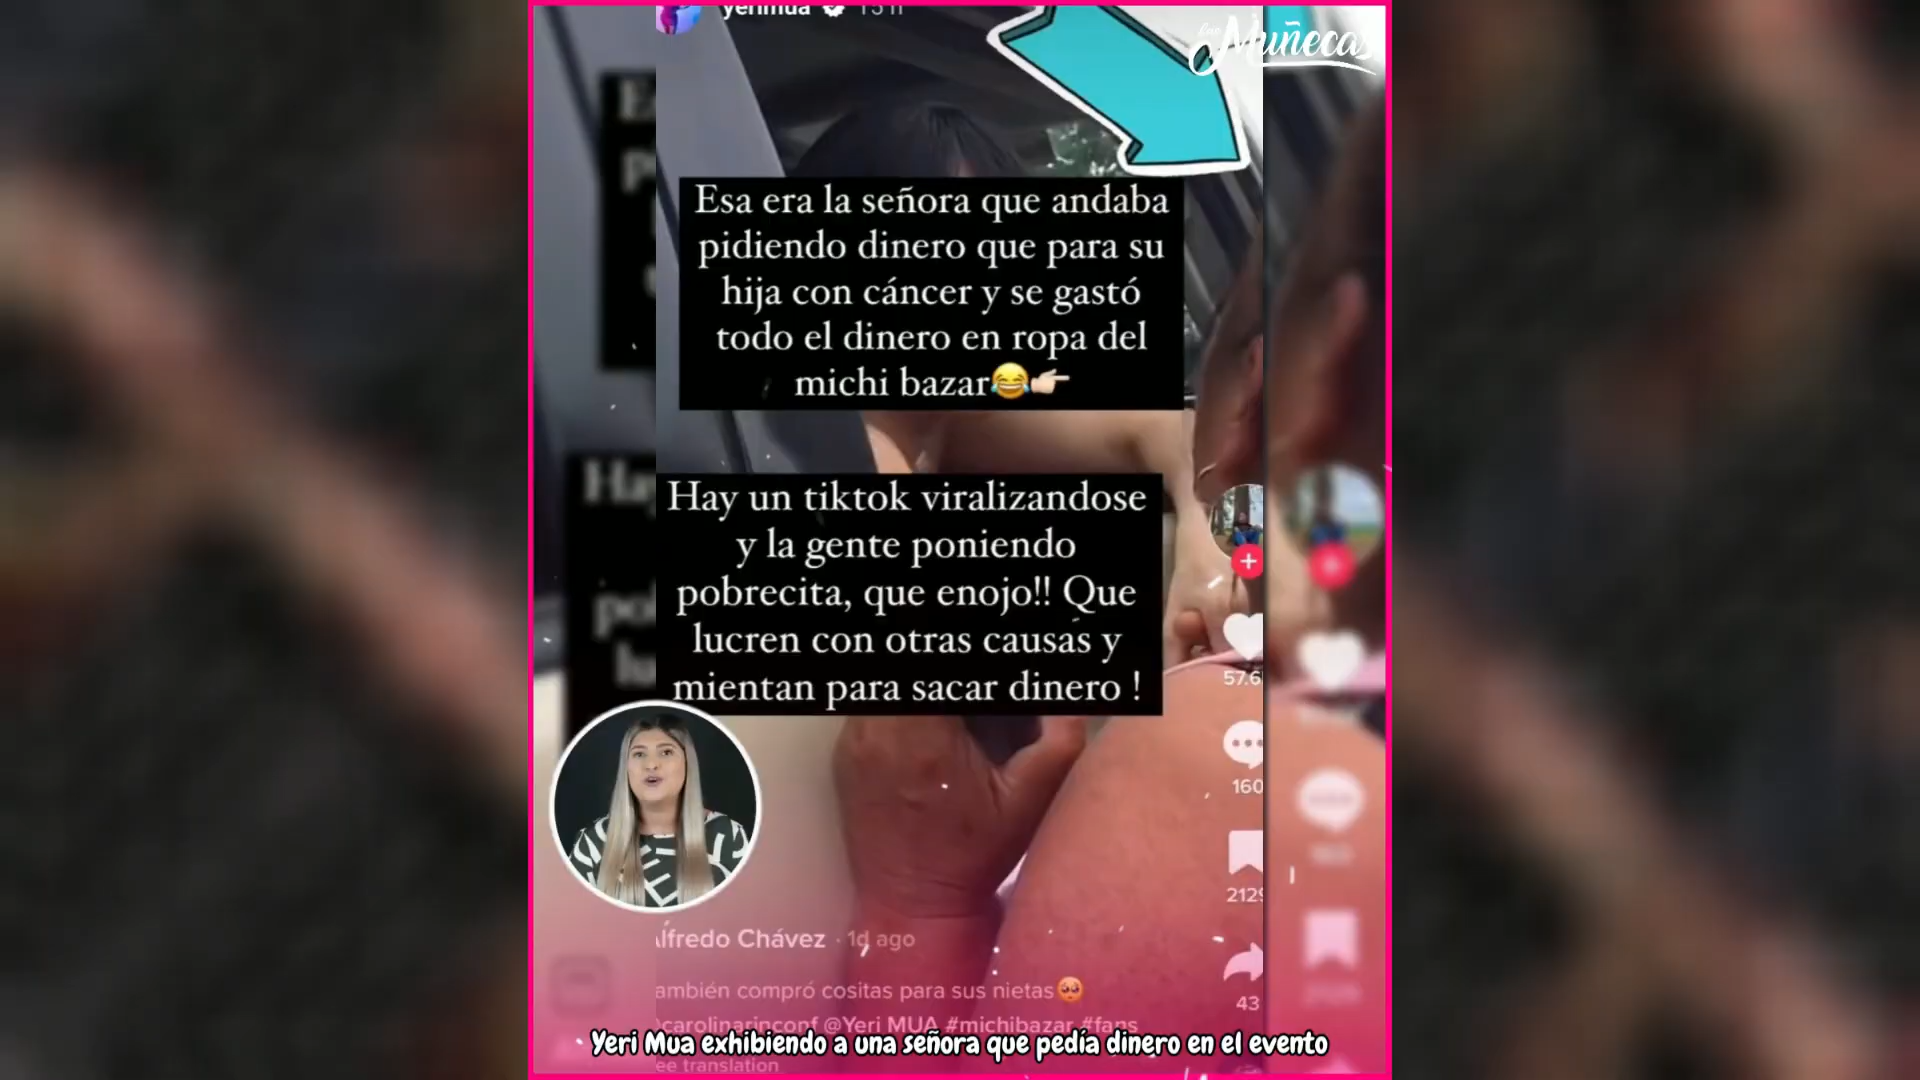 yerimua 15 h
Las Muñecas
Esa era la señora que andaba
pidiendo dinero que para su
hija con cáncer y se gastó
todo el dinero en ropa del
michi bazar😂👉🏻
Hay un tiktok viralizandose
y la gente poniendo
pobrecita, que enojo!! Que
lucren con otras causas y
mientan para sacar dinero !
57.6
160
2129
43
lfredo Chávez · 1d ago
ambién compró cositas para sus nietas🥺
carolinarinconf @Yeri MUA #michibazar #fans
Yeri Mua exhibiendo a una señora que pedía dinero en el evento
ee translation